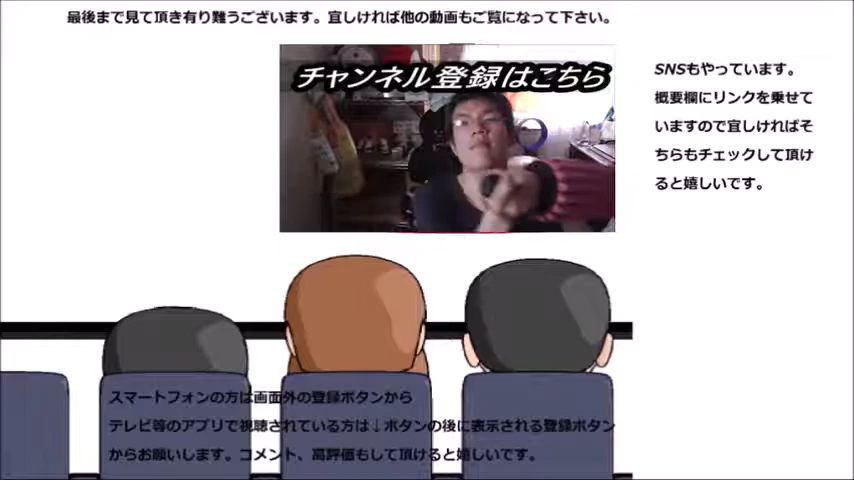 最後まで見て頂き有り難うございます。宜しければ他の動画もご覧になって下さい。
チャンネル登録はこちら
SNSもやっています。
概要欄にリンクを乗せて
いますので宜しければそ
ちらもチェックして頂け
ると嬉しいです。
スマートフォンの方は画面外の登録ボタンから
テレビ等のアプリで視聴されている方は↓ボタンの後に表示される登録ボタン
からお願いします。コメント、高評価もして頂けると嬉しいです。